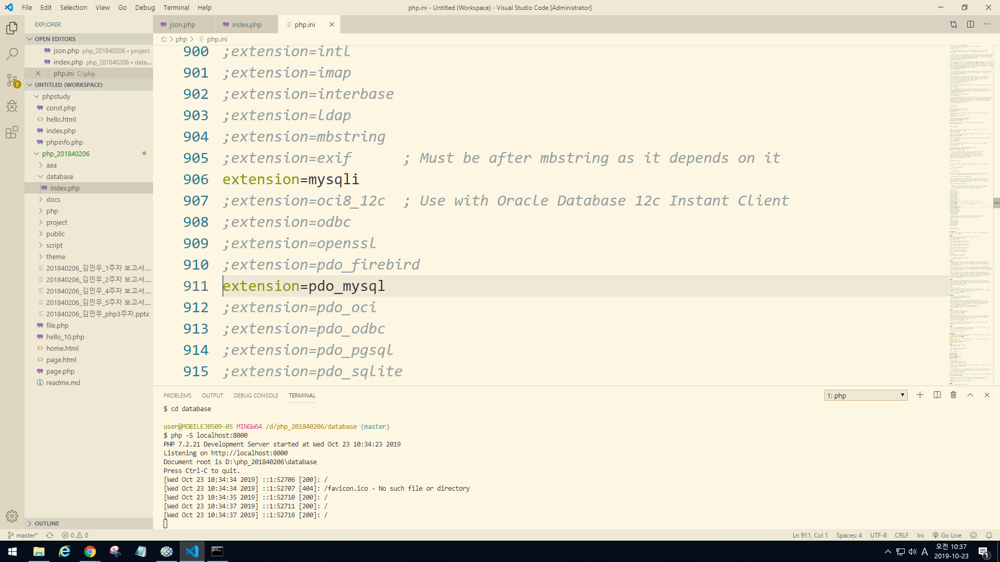 File Edit Selection View Go Debug Terminal Help
php.ini - Untitled (Workspace) - Visual Studio Code [Administrator]
EXPLORER
OPEN EDITORS
json.php php_201840206 • project
index.php php_201840206 • data...
php.ini C:\php
UNTITLED (WORKSPACE)
phpstudy
const.php
hello.html
index.php
phpinfo.php
php_201840206
aaa
database
index.php
docs
php
project
public
script
theme
201840206_김민우_1주차 보고서....
201840206_김민우_2주차 보고서....
201840206_김민우_4주차 보고서....
201840206_김민우_5주차 보고서....
201840206_김민우_php3주차.pptx
file.php
hello_10.php
home.html
page.html
page.php
readme.md
OUTLINE
7
json.php index.php php.ini
C: php php.ini
900 ;extension=intl
901 ;extension=imap
902 ;extension=interbase
903 ;extension=ldap
904 ;extension=mbstring
905 ;extension=exif ; Must be after mbstring as it depends on it
906 extension=mysqli
907 ;extension=oci8_12c ; Use with Oracle Database 12c Instant Client
908 ;extension=odbc
909 ;extension=openssl
910 ;extension=pdo_firebird
911 extension=pdo_mysql
912 ;extension=pdo_oci
913 ;extension=pdo_odbc
914 ;extension=pdo_pgsql
915 ;extension=pdo_sqlite
PROBLEMS OUTPUT DEBUG CONSOLE TERMINAL
1: php
$ cd database
user@MOBILEJ0509-05 MINGW64 /d/php_201840206/database (master)
$ php -S localhost:8000
PHP 7.2.21 Development Server started at Wed Oct 23 10:34:23 2019
Listening on http://localhost:8000
Document root is D:\php_201840206\database
Press Ctrl-C to quit.
[Wed Oct 23 10:34:34 2019] ::1:52706 [200]: /
[Wed Oct 23 10:34:34 2019] ::1:52707 [404]: /favicon.ico - No such file or directory
[Wed Oct 23 10:34:35 2019] ::1:52710 [200]: /
[Wed Oct 23 10:34:37 2019] ::1:52711 [200]: /
[Wed Oct 23 10:34:37 2019] ::1:52716 [200]: /
master* 0 0
Ln 911, Col 1 Spaces: 4 UTF-8 CRLF Ini Go Live
A 오전 10:37
2019-10-23
1